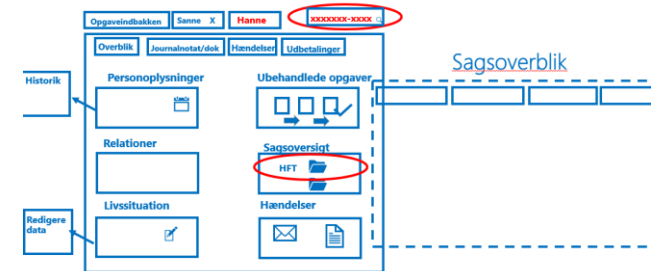 Opgaveindbakken Sanne X Hanne xxxxxxx-xxxx
Overblik Journalnotat/dok Hændelser Udbetalinger
Sagsoverblik
Historik
Personoplysninger
Ubehandlede opgaver
Relationer
Sagsoversigt
HFT
Livssituation
Hændelser
Redigere
data